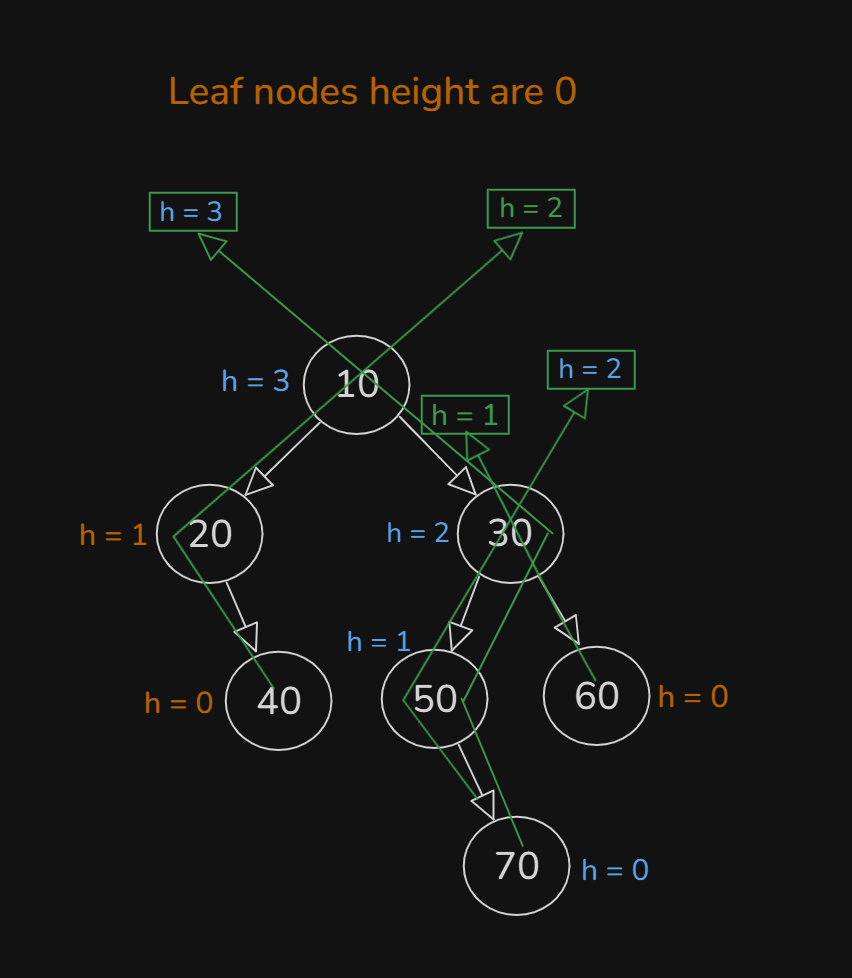 Leaf nodes height are 0
h = 3
h = 2
h = 3
10
h = 2
h = 1
h = 1
20
h = 2
30
h = 1
h = 0
40
50
60
h = 0
70
h = 0